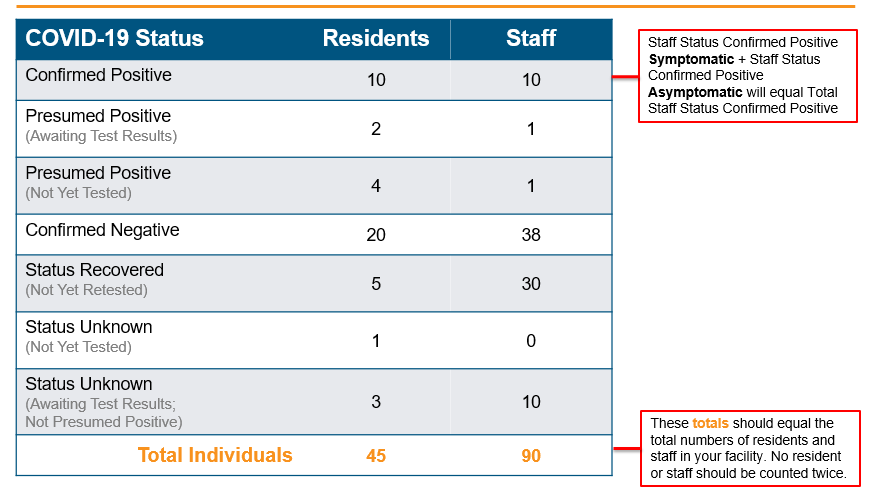 COVID-19 Status Residents Staff
Confirmed Positive 10 10
Presumed Positive
(Awaiting Test Results) 2 1
Presumed Positive
(Not Yet Tested) 4 1
Confirmed Negative 20 38
Status Recovered
(Not Yet Retested) 5 30
Status Unknown
(Not Yet Tested) 1 0
Status Unknown
(Awaiting Test Results;
Not Presumed Positive) 3 10
Total Individuals 45 90
Staff Status Confirmed Positive
Symptomatic + Staff Status
Confirmed Positive
Asymptomatic will equal Total
Staff Status Confirmed Positive
These totals should equal the
total numbers of residents and
staff in your facility. No resident
or staff should be counted twice.